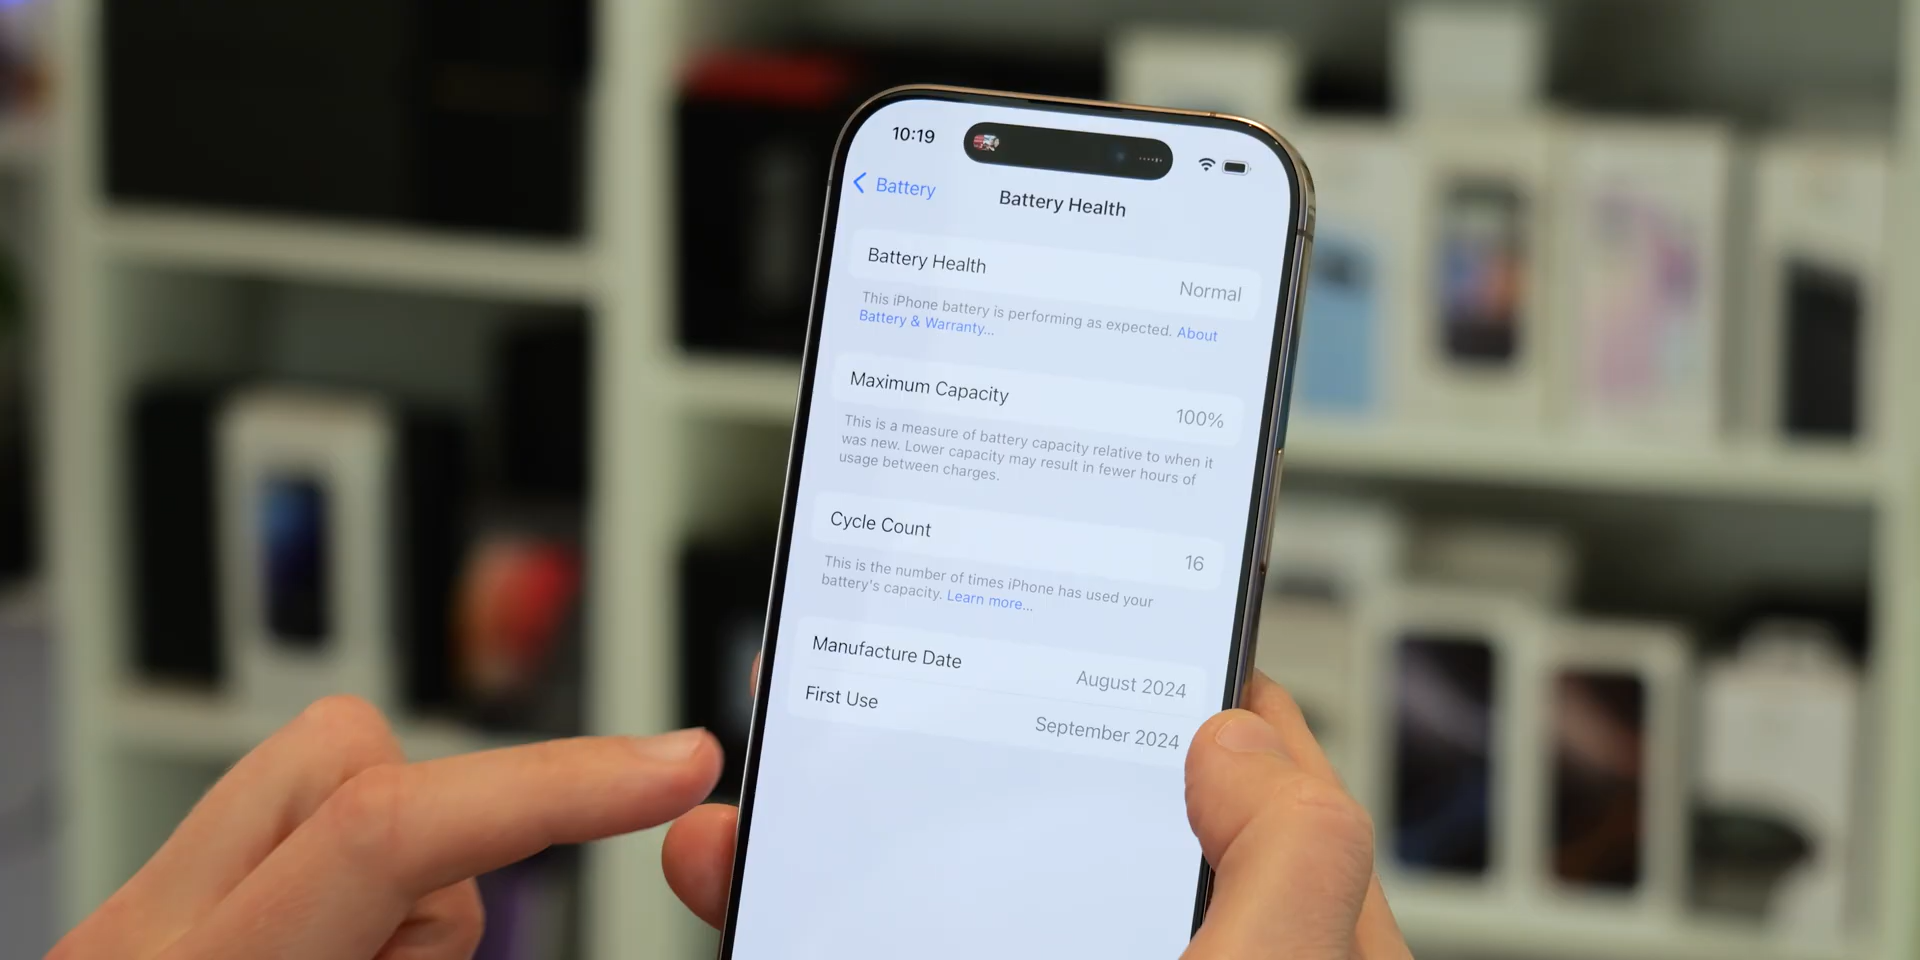 10:19
Battery
Battery Health
Battery Health
Normal
This iPhone battery is performing as expected. About
Battery & Warranty...
Maximum Capacity
100%
This is a measure of battery capacity relative to when it
was new. Lower capacity may result in fewer hours of
usage between charges.
Cycle Count
16
This is the number of times iPhone has used your
battery's capacity. Learn more...
Manufacture Date
August 2024
First Use
September 2024